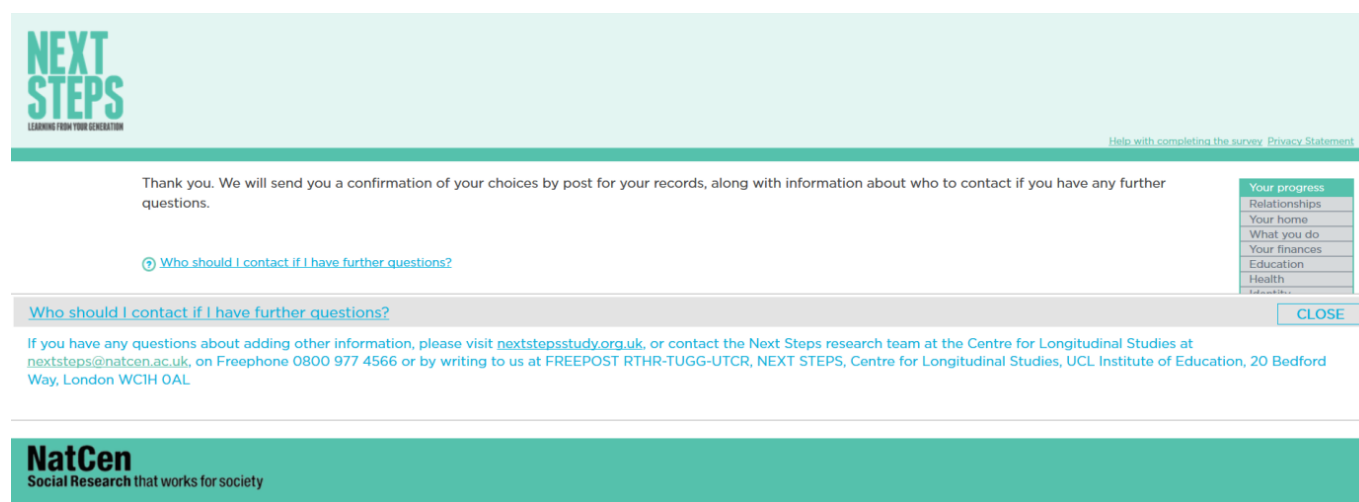 NEXT
STEPS
LEARNING FROM YOUR GENERATION
Help with completing the survey Privacy Statement
Thank you. We will send you a confirmation of your choices by post for your records, along with information about who to contact if you have any further
questions.
Your progress
Relationships
Your home
What you do
Your finances
Education
Health
Identity
? Who should I contact if I have further questions?
Who should I contact if I have further questions?
CLOSE
If you have any questions about adding other information, please visit nextstepsstudy.org.uk, or contact the Next Steps research team at the Centre for Longitudinal Studies at
nextsteps@natcen.ac.uk, on Freephone 0800 977 4566 or by writing to us at FREEPOST RTHR-TUGG-UTCR, NEXT STEPS, Centre for Longitudinal Studies, UCL Institute of Education, 20 Bedford
Way, London WC1H 0AL
NatCen
Social Research that works for society